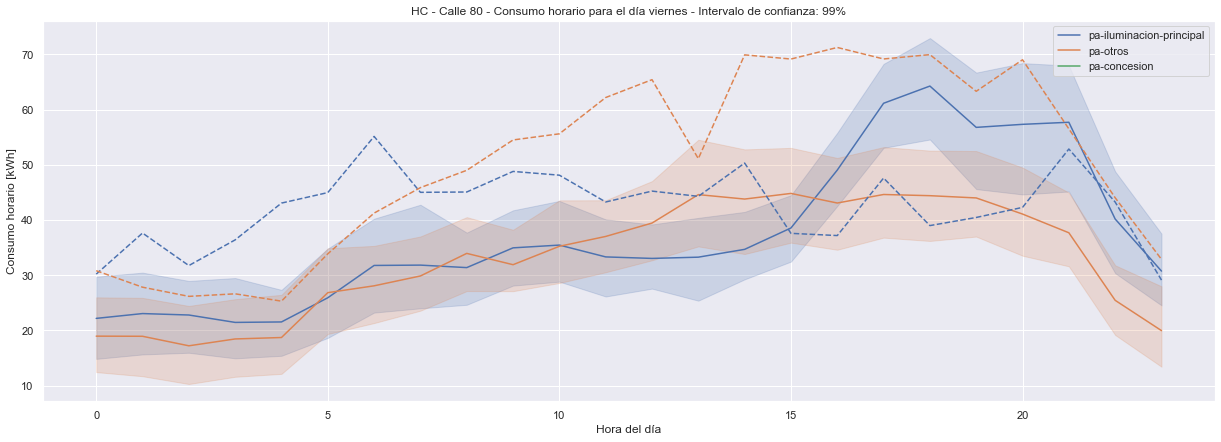 HC - Calle 80 - Consumo horario para el día viernes - Intervalo de confianza: 99%
pa-iluminacion-principal
pa-otros
pa-concesion
Consumo horario [kWh]
70
60
50
40
30
20
10
0 5 10 15 20
Hora del día